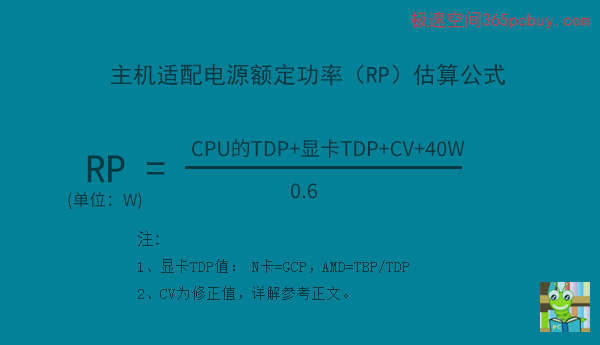 极速空间365pcbuy.com
主机适配电源额定功率（RP）估算公式
RP = CPU的TDP+显卡TDP+CV+40W
0.6
(单位：W)
注:
1、显卡TDP值： N卡=GCP，AMD=TBP/TDP
2、CV为修正值，详解参考正文。
PC